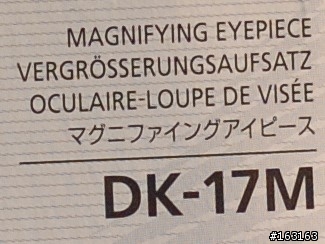 MAGNIFYING EYEPIECE
VERGRÖSSERUNGSAUFSATZ
OCULAIRE-LOUPE DE VISÉE
マグニファイングアイピース
DK-17M
#163163